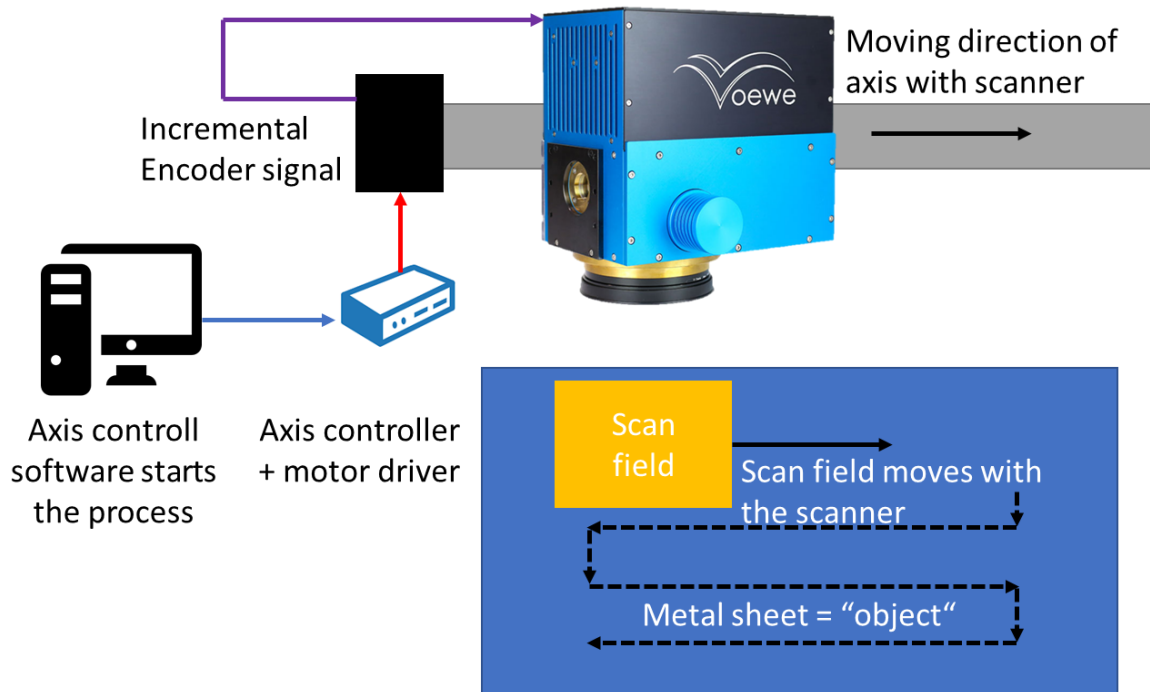 Moving direction of
axis with scanner
oewe
Incremental
Encoder signal
Axis controll
software starts
the process
Axis controller
+ motor driver
Scan
field
Scan field moves with
the scanner
Metal sheet = “object“